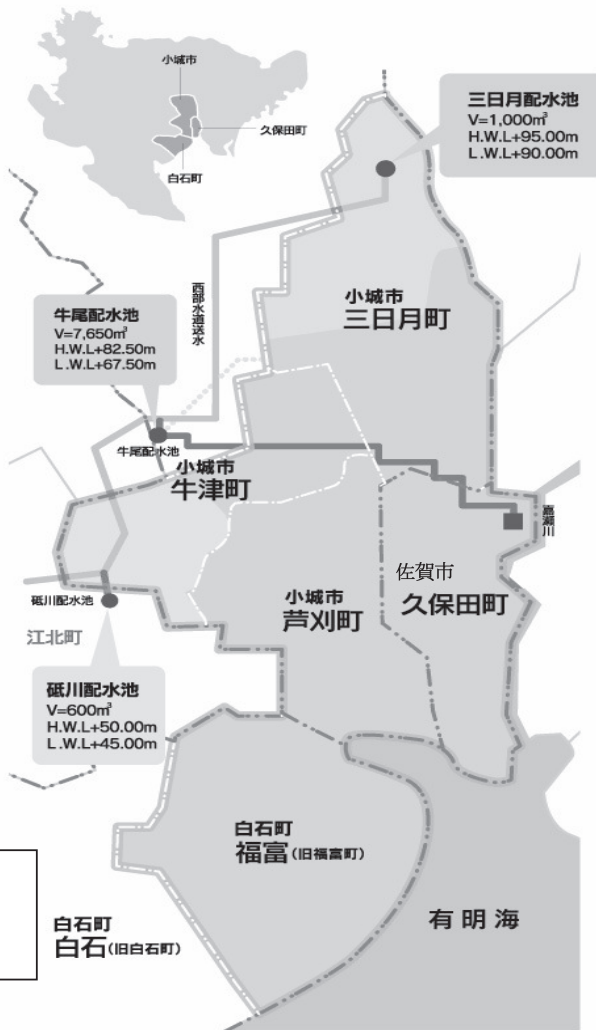 小城市
久保田町
白石町
三日月配水池
V=1,000㎥
H.W.L+95.00m
L.W.L+90.00m
西部水道送水
小城市
三日月町
牛尾配水池
V=7,650㎥
H.W.L+82.50m
L.W.L+67.50m
牛尾配水池
小城市
牛津町
嘉瀬川
佐賀市
久保田町
小城市
芦刈町
砥川配水池
江北町
砥川配水池
V=600㎥
H.W.L+50.00m
L.W.L+45.00m
白石町
福富(旧福富町)
有明海
白石町
白石(旧白石町)